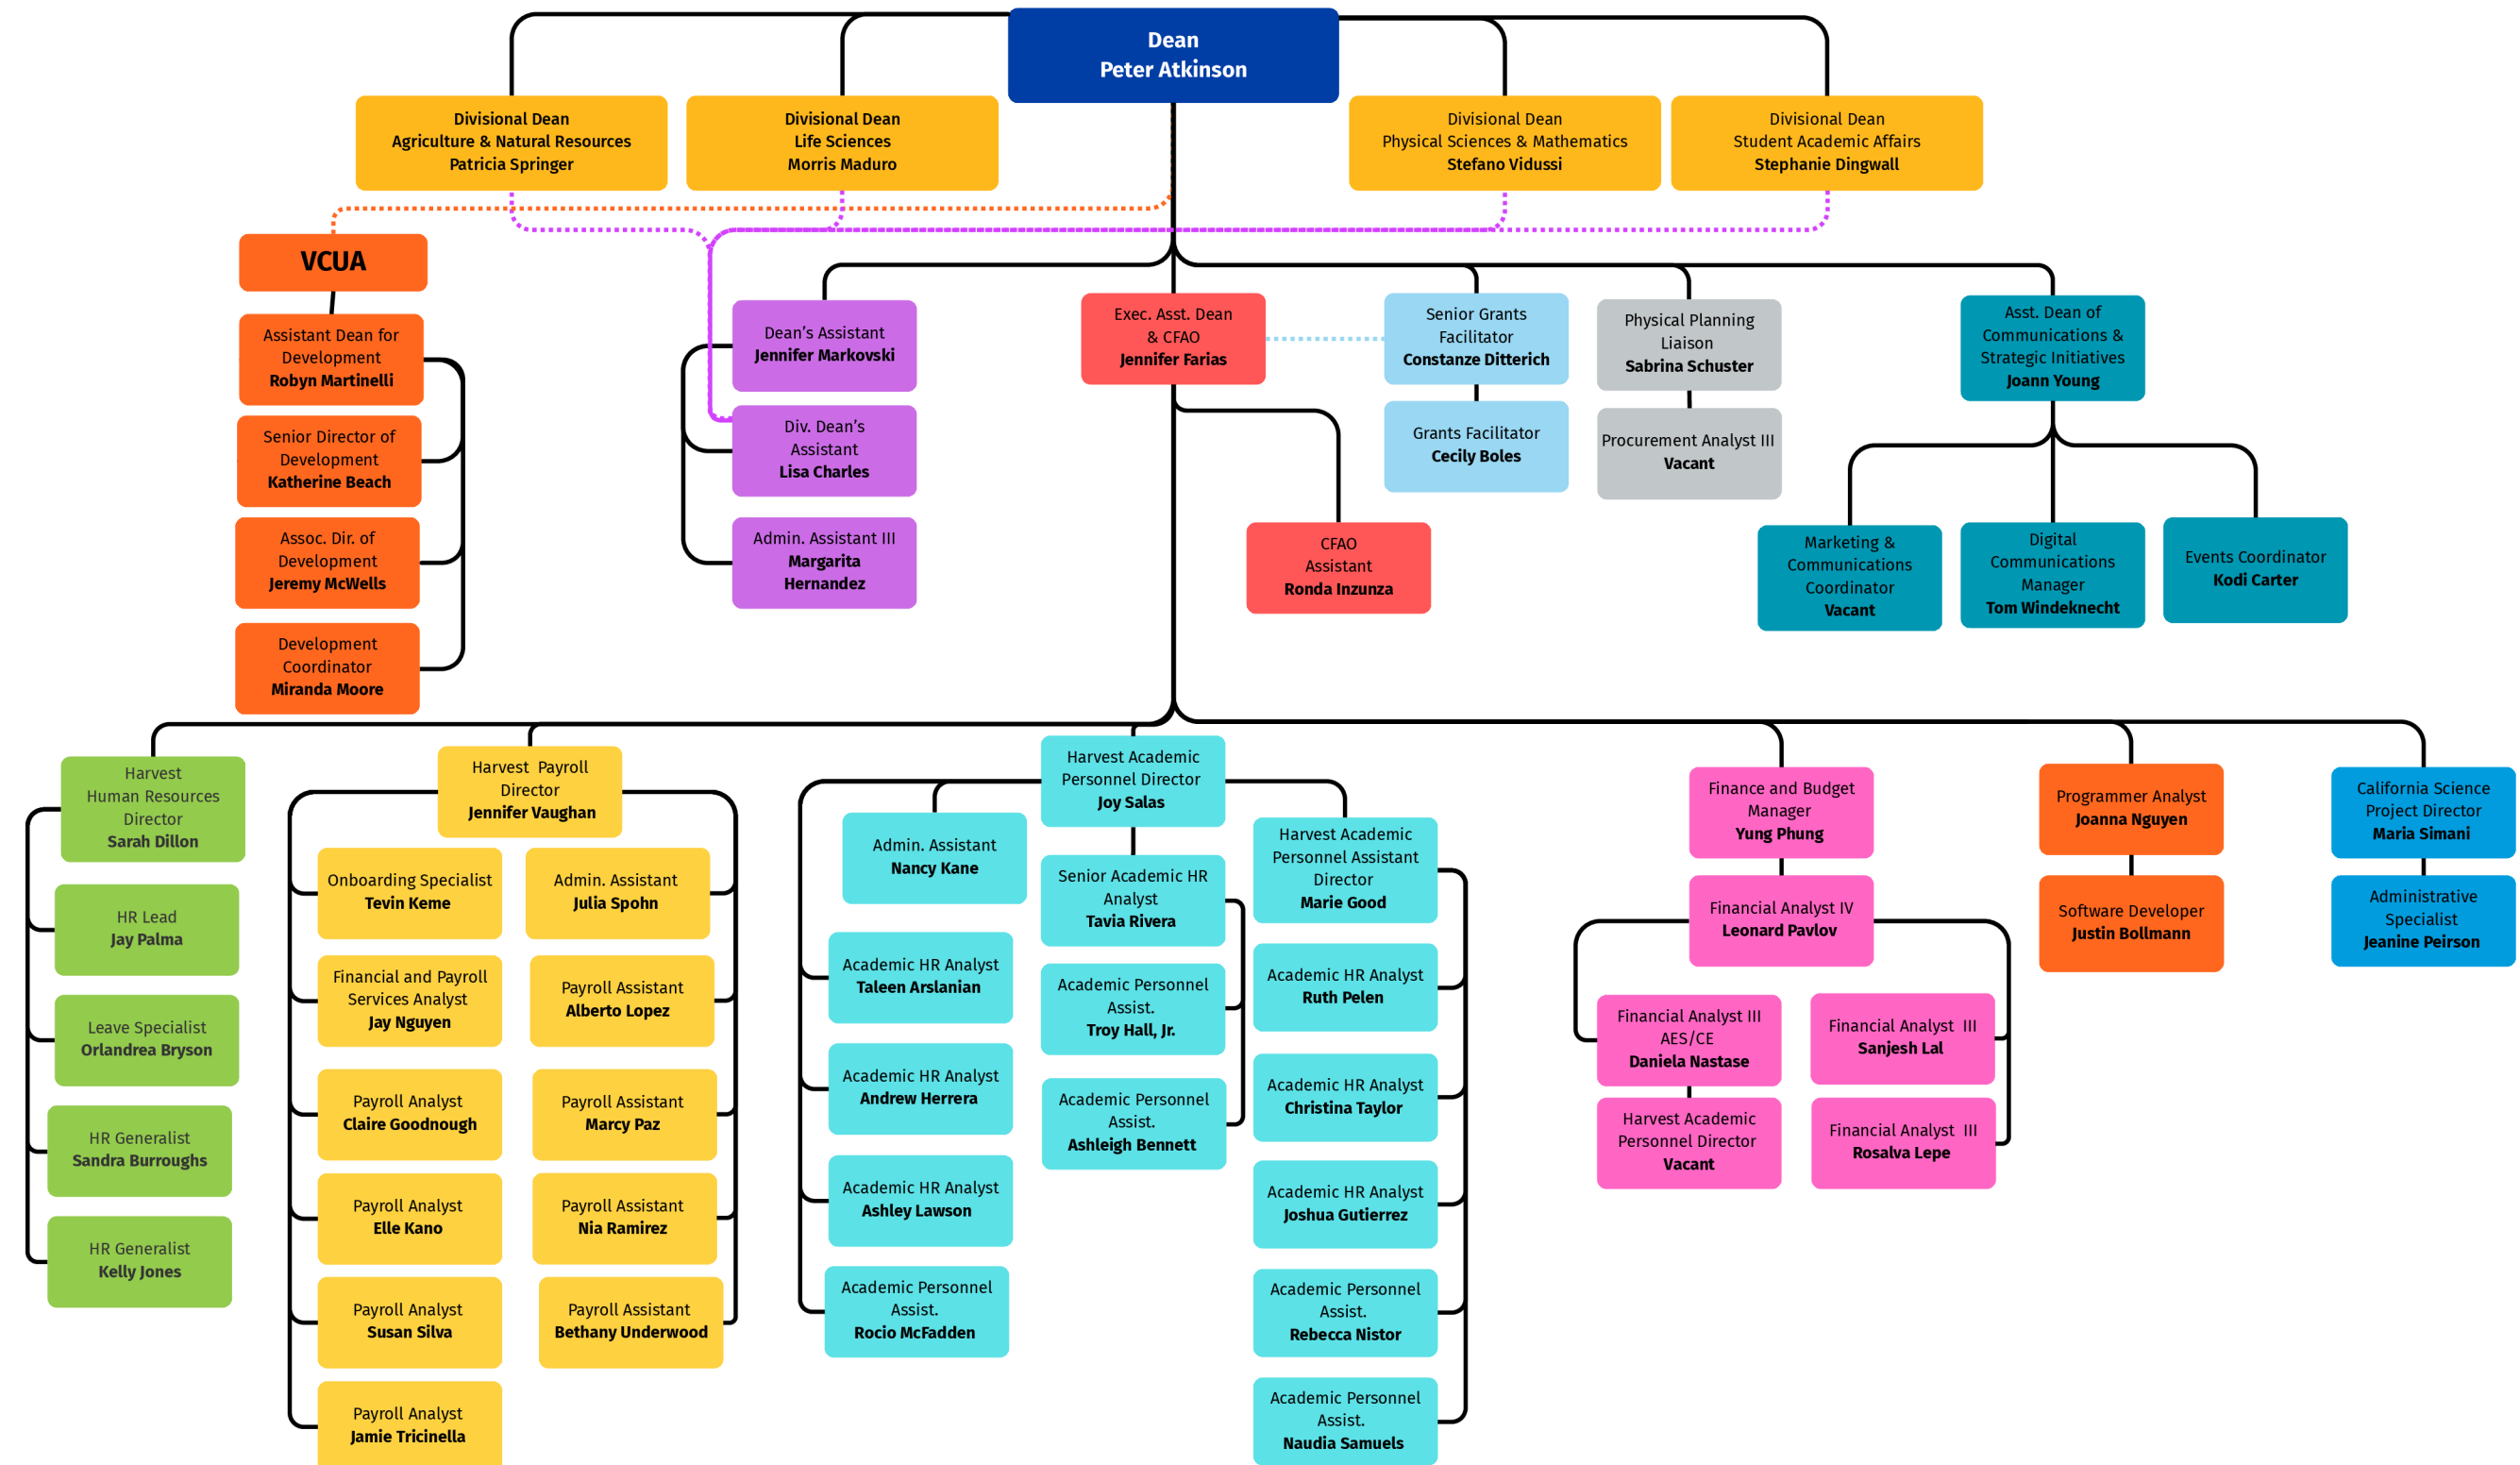 Dean
Peter Atkinson
Divisional Dean
Agriculture & Natural Resources
Patricia Springer
Divisional Dean
Life Sciences
Morris Maduro
Divisional Dean
Physical Sciences & Mathematics
Stefano Vidussi
Divisional Dean
Student Academic Affairs
Stephanie Dingwall
VCUA
Assistant Dean for
Development
Robyn Martinelli
Senior Director of
Development
Katherine Beach
Assoc. Dir. of
Development
Jeremy McWells
Development
Coordinator
Miranda Moore
Dean’s Assistant
Jennifer Markovski
Div. Dean’s
Assistant
Lisa Charles
Admin. Assistant III
Margarita
Hernandez
Exec. Asst. Dean
& CFAO
Jennifer Farias
CFAO
Assistant
Ronda Inzunza
Senior Grants
Facilitator
Constanze Ditterich
Grants Facilitator
Cecily Boles
Physical Planning
Liaison
Sabrina Schuster
Procurement Analyst III
Vacant
Asst. Dean of
Communications &
Strategic Initiatives
Joann Young
Marketing &
Communications
Coordinator
Vacant
Digital
Communications
Manager
Tom Windeknecht
Events Coordinator
Kodi Carter
Harvest
Human Resources
Director
Sarah Dillon
HR Lead
Jay Palma
Leave Specialist
Orlandrea Bryson
HR Generalist
Sandra Burroughs
HR Generalist
Kelly Jones
Harvest Payroll
Director
Jennifer Vaughan
Onboarding Specialist
Tevin Keme
Financial and Payroll
Services Analyst
Jay Nguyen
Payroll Analyst
Claire Goodnough
Payroll Analyst
Elle Kano
Payroll Analyst
Susan Silva
Payroll Analyst
Jamie Tricinella
Admin. Assistant
Julia Spohn
Payroll Assistant
Alberto Lopez
Payroll Assistant
Marcy Paz
Payroll Assistant
Nia Ramirez
Payroll Assistant
Bethany Underwood
Harvest Academic
Personnel Director
Joy Salas
Admin. Assistant
Nancy Kane
Academic HR Analyst
Taleen Arslanian
Academic HR Analyst
Andrew Herrera
Academic HR Analyst
Ashley Lawson
Academic Personnel
Assist.
Rocio McFadden
Senior Academic HR
Analyst
Tavia Rivera
Academic Personnel
Assist.
Troy Hall, Jr.
Academic Personnel
Assist.
Ashleigh Bennett
Harvest Academic
Personnel Assistant
Director
Marie Good
Academic HR Analyst
Ruth Pelen
Academic HR Analyst
Christina Taylor
Academic HR Analyst
Joshua Gutierrez
Academic Personnel
Assist.
Rebecca Nistor
Academic Personnel
Assist.
Naudia Samuels
Finance and Budget
Manager
Yung Phung
Financial Analyst IV
Leonard Pavlov
Financial Analyst III
AES/CE
Daniela Nastase
Harvest Academic
Personnel Director
Vacant
Financial Analyst III
Sanjesh Lal
Financial Analyst III
Rosalva Lepe
Programmer Analyst
Joanna Nguyen
Software Developer
Justin Bollmann
California Science
Project Director
Maria Simani
Administrative
Specialist
Jeanine Peirson